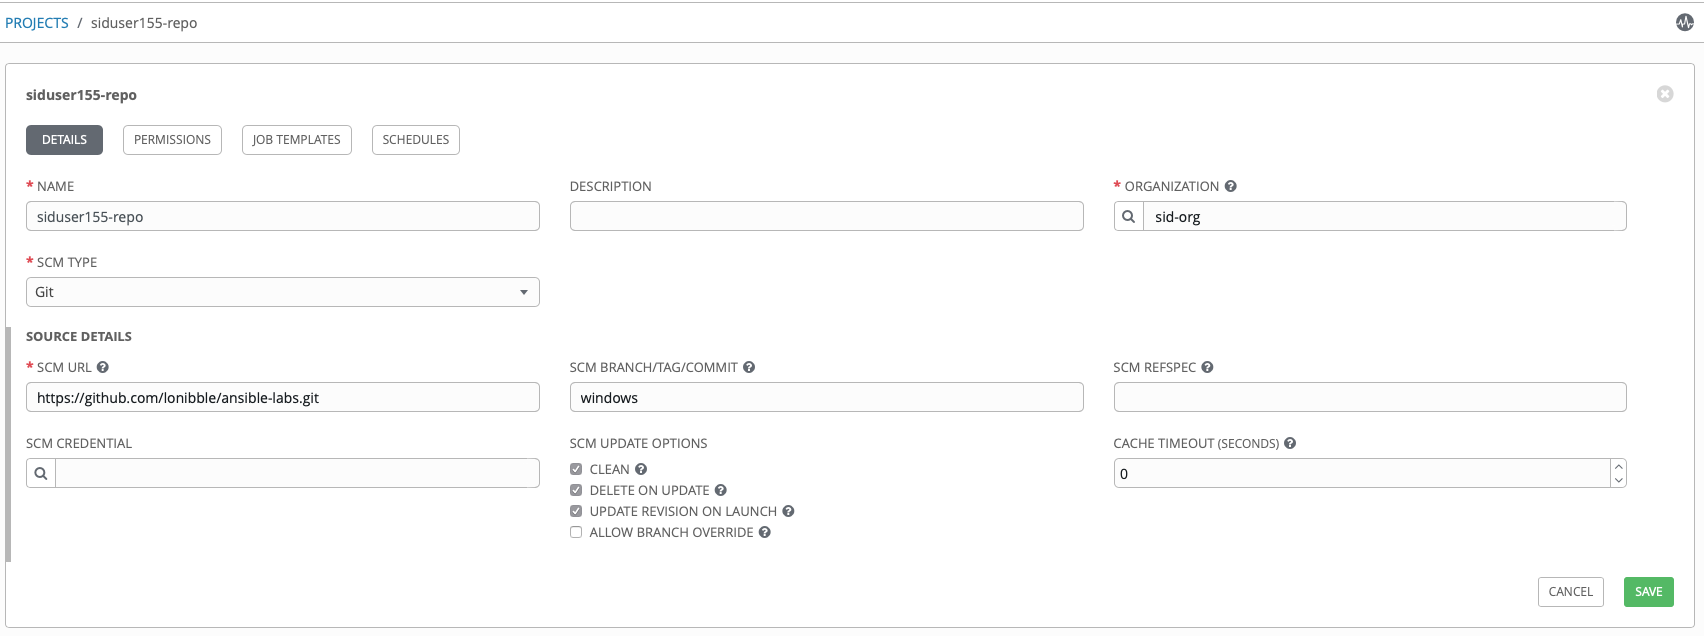 PROJECTS / siduser155-repo
siduser155-repo
DETAILS PERMISSIONS JOB TEMPLATES SCHEDULES
* NAME DESCRIPTION * ORGANIZATION
siduser155-repo sid-org
* SCM TYPE
Git
SOURCE DETAILS
* SCM URL SCM BRANCH/TAG/COMMIT SCM REFSPEC
https://github.com/lonibble/ansible-labs.git windows
SCM CREDENTIAL SCM UPDATE OPTIONS CACHE TIMEOUT (SECONDS)
CLEAN
0
DELETE ON UPDATE
UPDATE REVISION ON LAUNCH
ALLOW BRANCH OVERRIDE
CANCEL SAVE